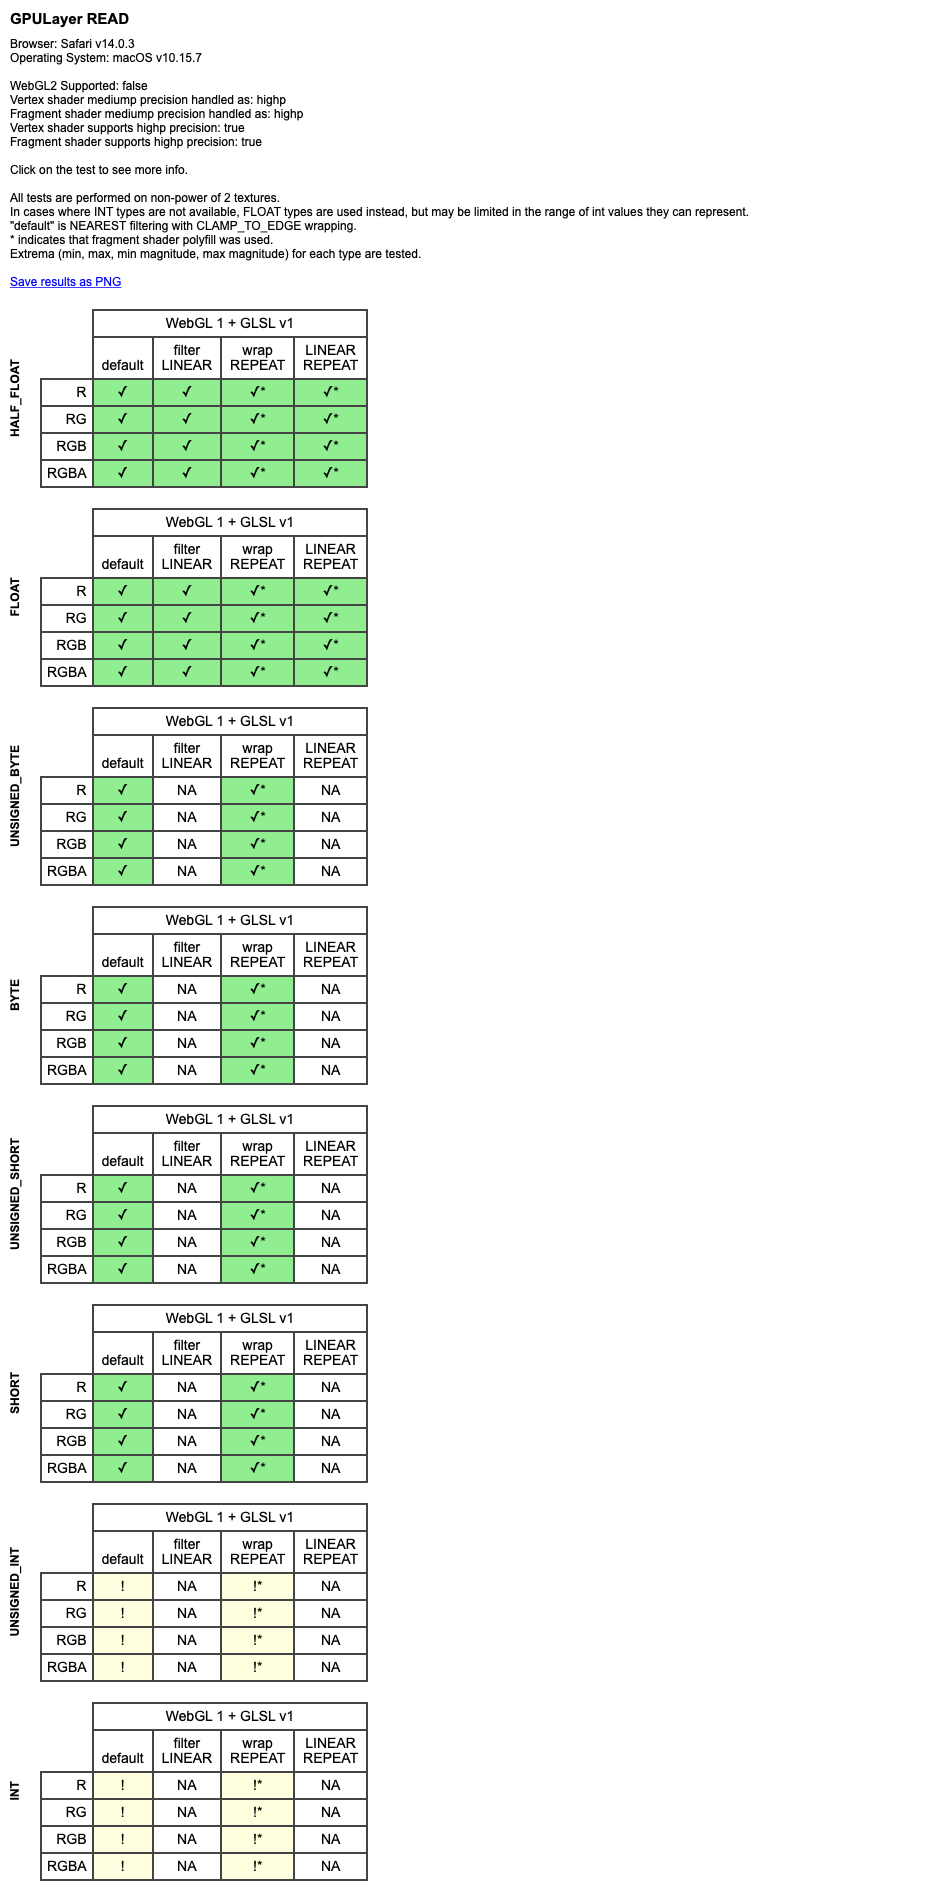 GPULayer READ
Browser: Safari v14.0.3
Operating System: macOS v10.15.7
WebGL2 Supported: false
Vertex shader mediump precision handled as: highp
Fragment shader mediump precision handled as: highp
Vertex shader supports highp precision: true
Fragment shader supports highp precision: true
Click on the test to see more info.
All tests are performed on non-power of 2 textures.
In cases where INT types are not available, FLOAT types are used instead, but may be limited in the range of int values they can represent.
"default" is NEAREST filtering with CLAMP_TO_EDGE wrapping.
* indicates that fragment shader polyfill was used.
Extrema (min, max, min magnitude, max magnitude) for each type are tested.
Save results as PNG
HALF_FLOAT
WebGL 1 + GLSL v1
default filter LINEAR wrap REPEAT LINEAR REPEAT
R ✓ ✓ ✓* ✓*
RG ✓ ✓ ✓* ✓*
RGB ✓ ✓ ✓* ✓*
RGBA ✓ ✓ ✓* ✓*
FLOAT
WebGL 1 + GLSL v1
default filter LINEAR wrap REPEAT LINEAR REPEAT
R ✓ ✓ ✓* ✓*
RG ✓ ✓ ✓* ✓*
RGB ✓ ✓ ✓* ✓*
RGBA ✓ ✓ ✓* ✓*
UNSIGNED_BYTE
WebGL 1 + GLSL v1
default filter LINEAR wrap REPEAT LINEAR REPEAT
R ✓ NA ✓* NA
RG ✓ NA ✓* NA
RGB ✓ NA ✓* NA
RGBA ✓ NA ✓* NA
BYTE
WebGL 1 + GLSL v1
default filter LINEAR wrap REPEAT LINEAR REPEAT
R ✓ NA ✓* NA
RG ✓ NA ✓* NA
RGB ✓ NA ✓* NA
RGBA ✓ NA ✓* NA
UNSIGNED_SHORT
WebGL 1 + GLSL v1
default filter LINEAR wrap REPEAT LINEAR REPEAT
R ✓ NA ✓* NA
RG ✓ NA ✓* NA
RGB ✓ NA ✓* NA
RGBA ✓ NA ✓* NA
SHORT
WebGL 1 + GLSL v1
default filter LINEAR wrap REPEAT LINEAR REPEAT
R ✓ NA ✓* NA
RG ✓ NA ✓* NA
RGB ✓ NA ✓* NA
RGBA ✓ NA ✓* NA
UNSIGNED_INT
WebGL 1 + GLSL v1
default filter LINEAR wrap REPEAT LINEAR REPEAT
R ! NA !* NA
RG ! NA !* NA
RGB ! NA !* NA
RGBA ! NA !* NA
INT
WebGL 1 + GLSL v1
default filter LINEAR wrap REPEAT LINEAR REPEAT
R ! NA !* NA
RG ! NA !* NA
RGB ! NA !* NA
RGBA ! NA !* NA